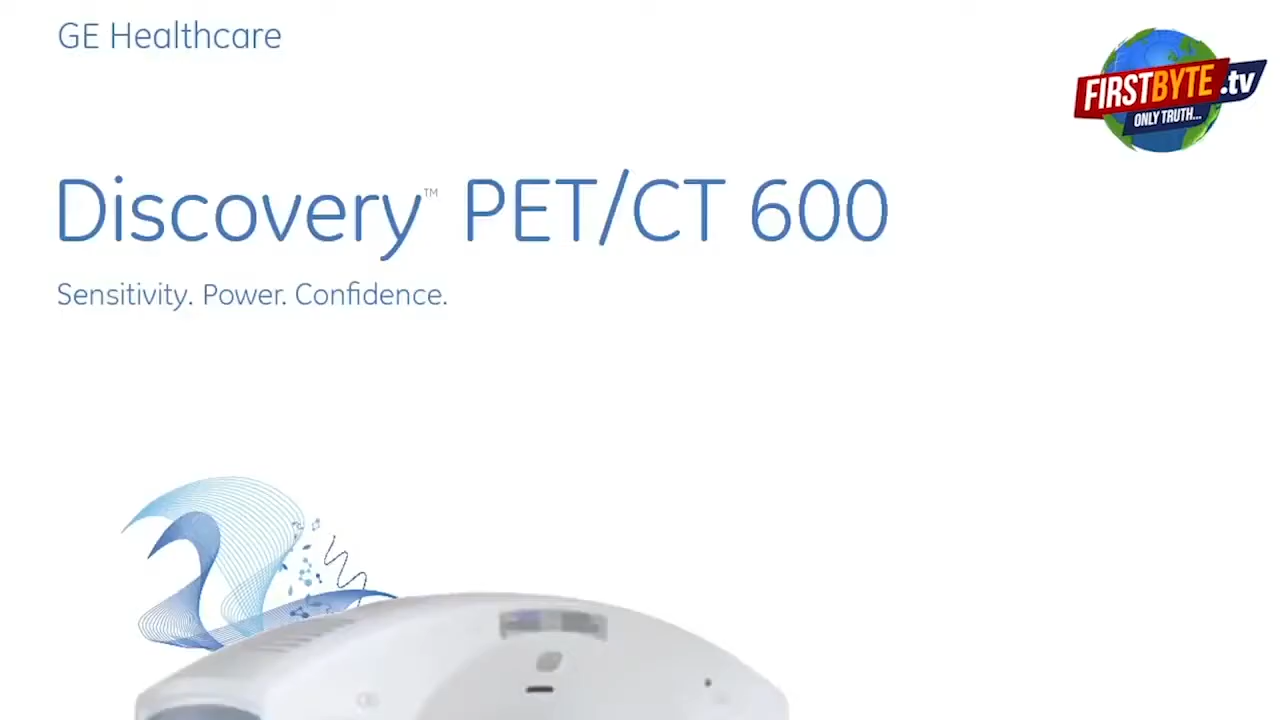 GE Healthcare
FIRSTBYTE.tv
ONLY TRUTH...
Discovery™ PET/CT 600
Sensitivity. Power. Confidence.